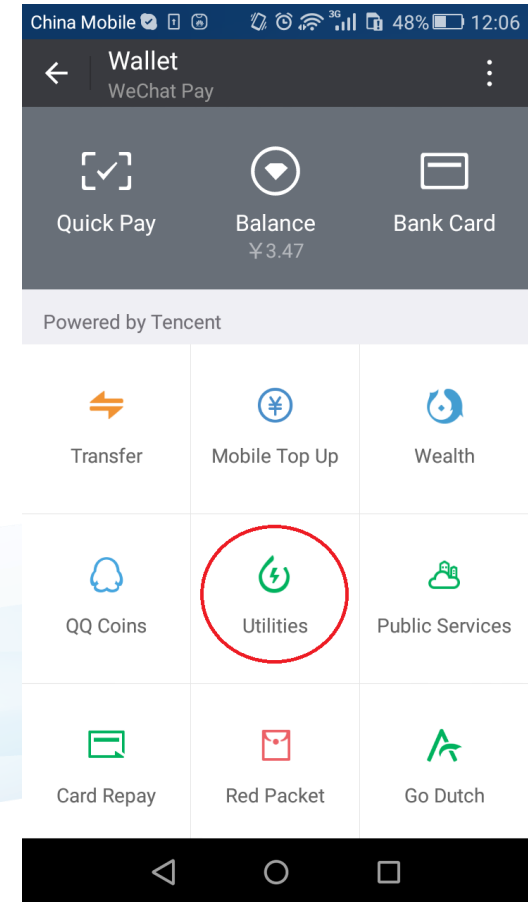 China Mobile 3G 48% 12:06
Wallet
WeChat Pay
Quick Pay Balance Bank Card
¥3.47
Powered by Tencent
Transfer Mobile Top Up Wealth
QQ Coins Utilities Public Services
Card Repay Red Packet Go Dutch